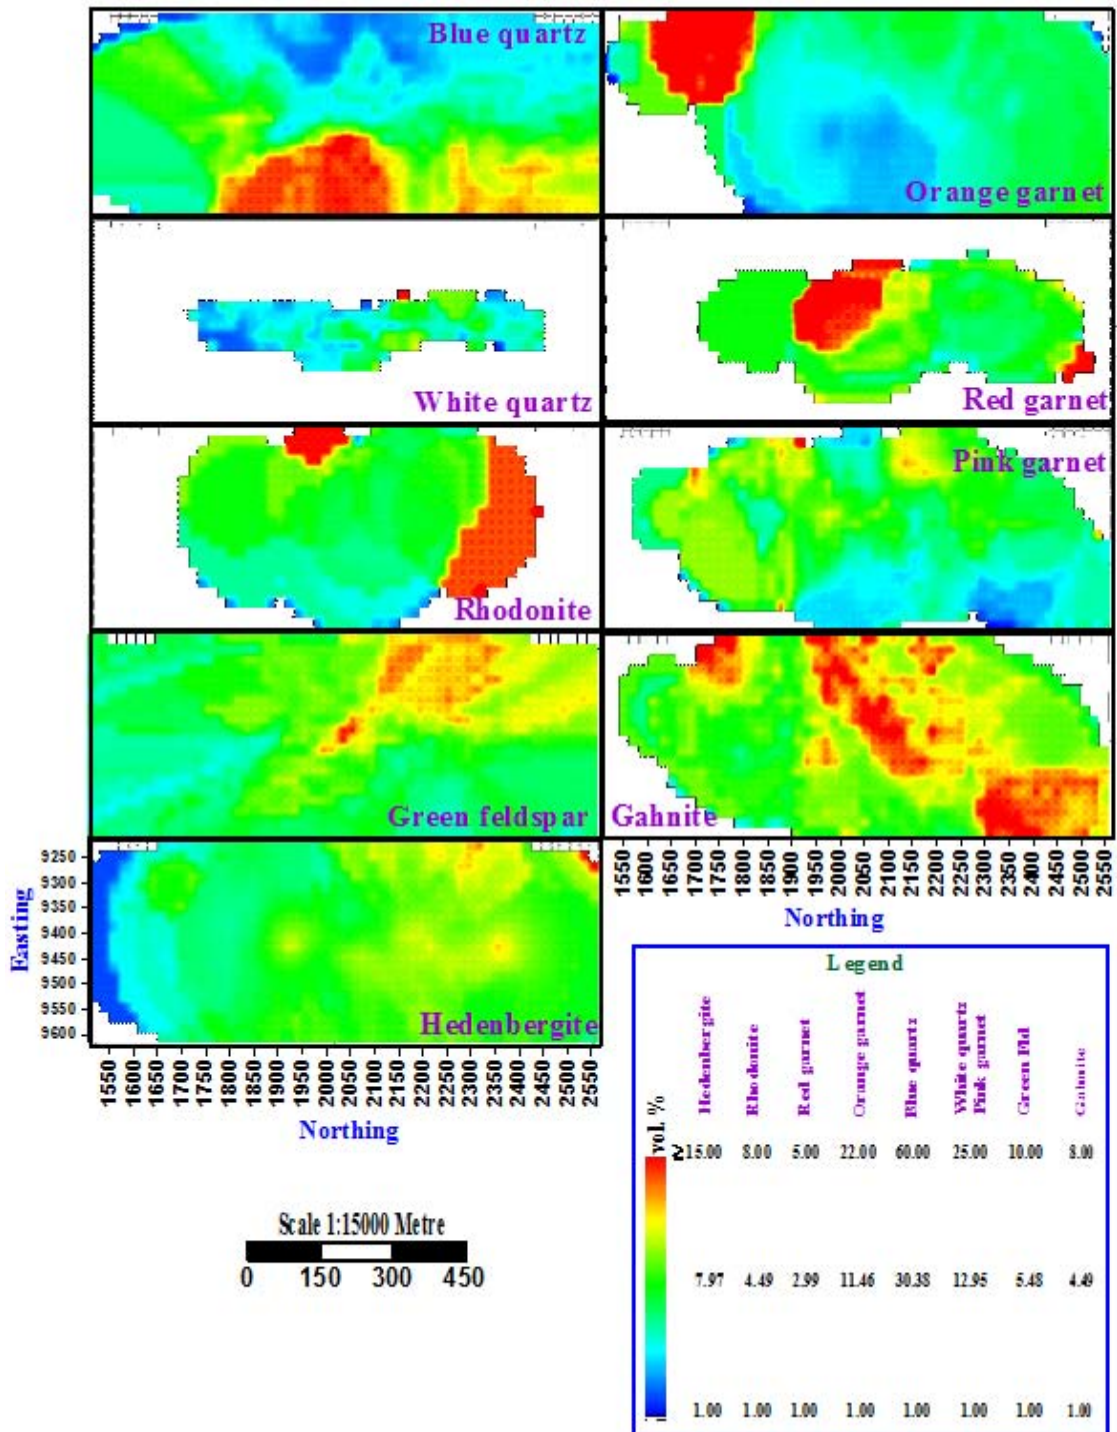 Blue quartz
Orange garnet
White quartz
Red garnet
Rhodonite
Pink garnet
Green feldspar
Gahnite
Hedenbergite
9250
9300
9350
9400
9450
9500
9550
9600
Easting
1550 1650 1700 1750 1800 1850 1900 1950 2000 2050 2100 2150 2200 2250 2300 2350 2400 2450 2550
Northing
1550 1600 1700 1750 1800 1850 1900 1950 2000 2050 2100 2150 2200 2250 2300 2350 2400 2450 2500
Northing
Scale 1:15000 Metre
0 150 300 450
Legend
vol. %
Hedenbergite
Rhodonite
Red garnet
Orange garnet
Blue quartz
White quartz
Pink garnet
Green Fld
Gahnite
≥15.00 8.00 5.00 22.00 60.00 25.00 10.00 8.00
7.97 4.49 2.99 11.46 30.38 12.95 5.48 4.49
1.00 1.00 1.00 1.00 1.00 1.00 1.00 1.00